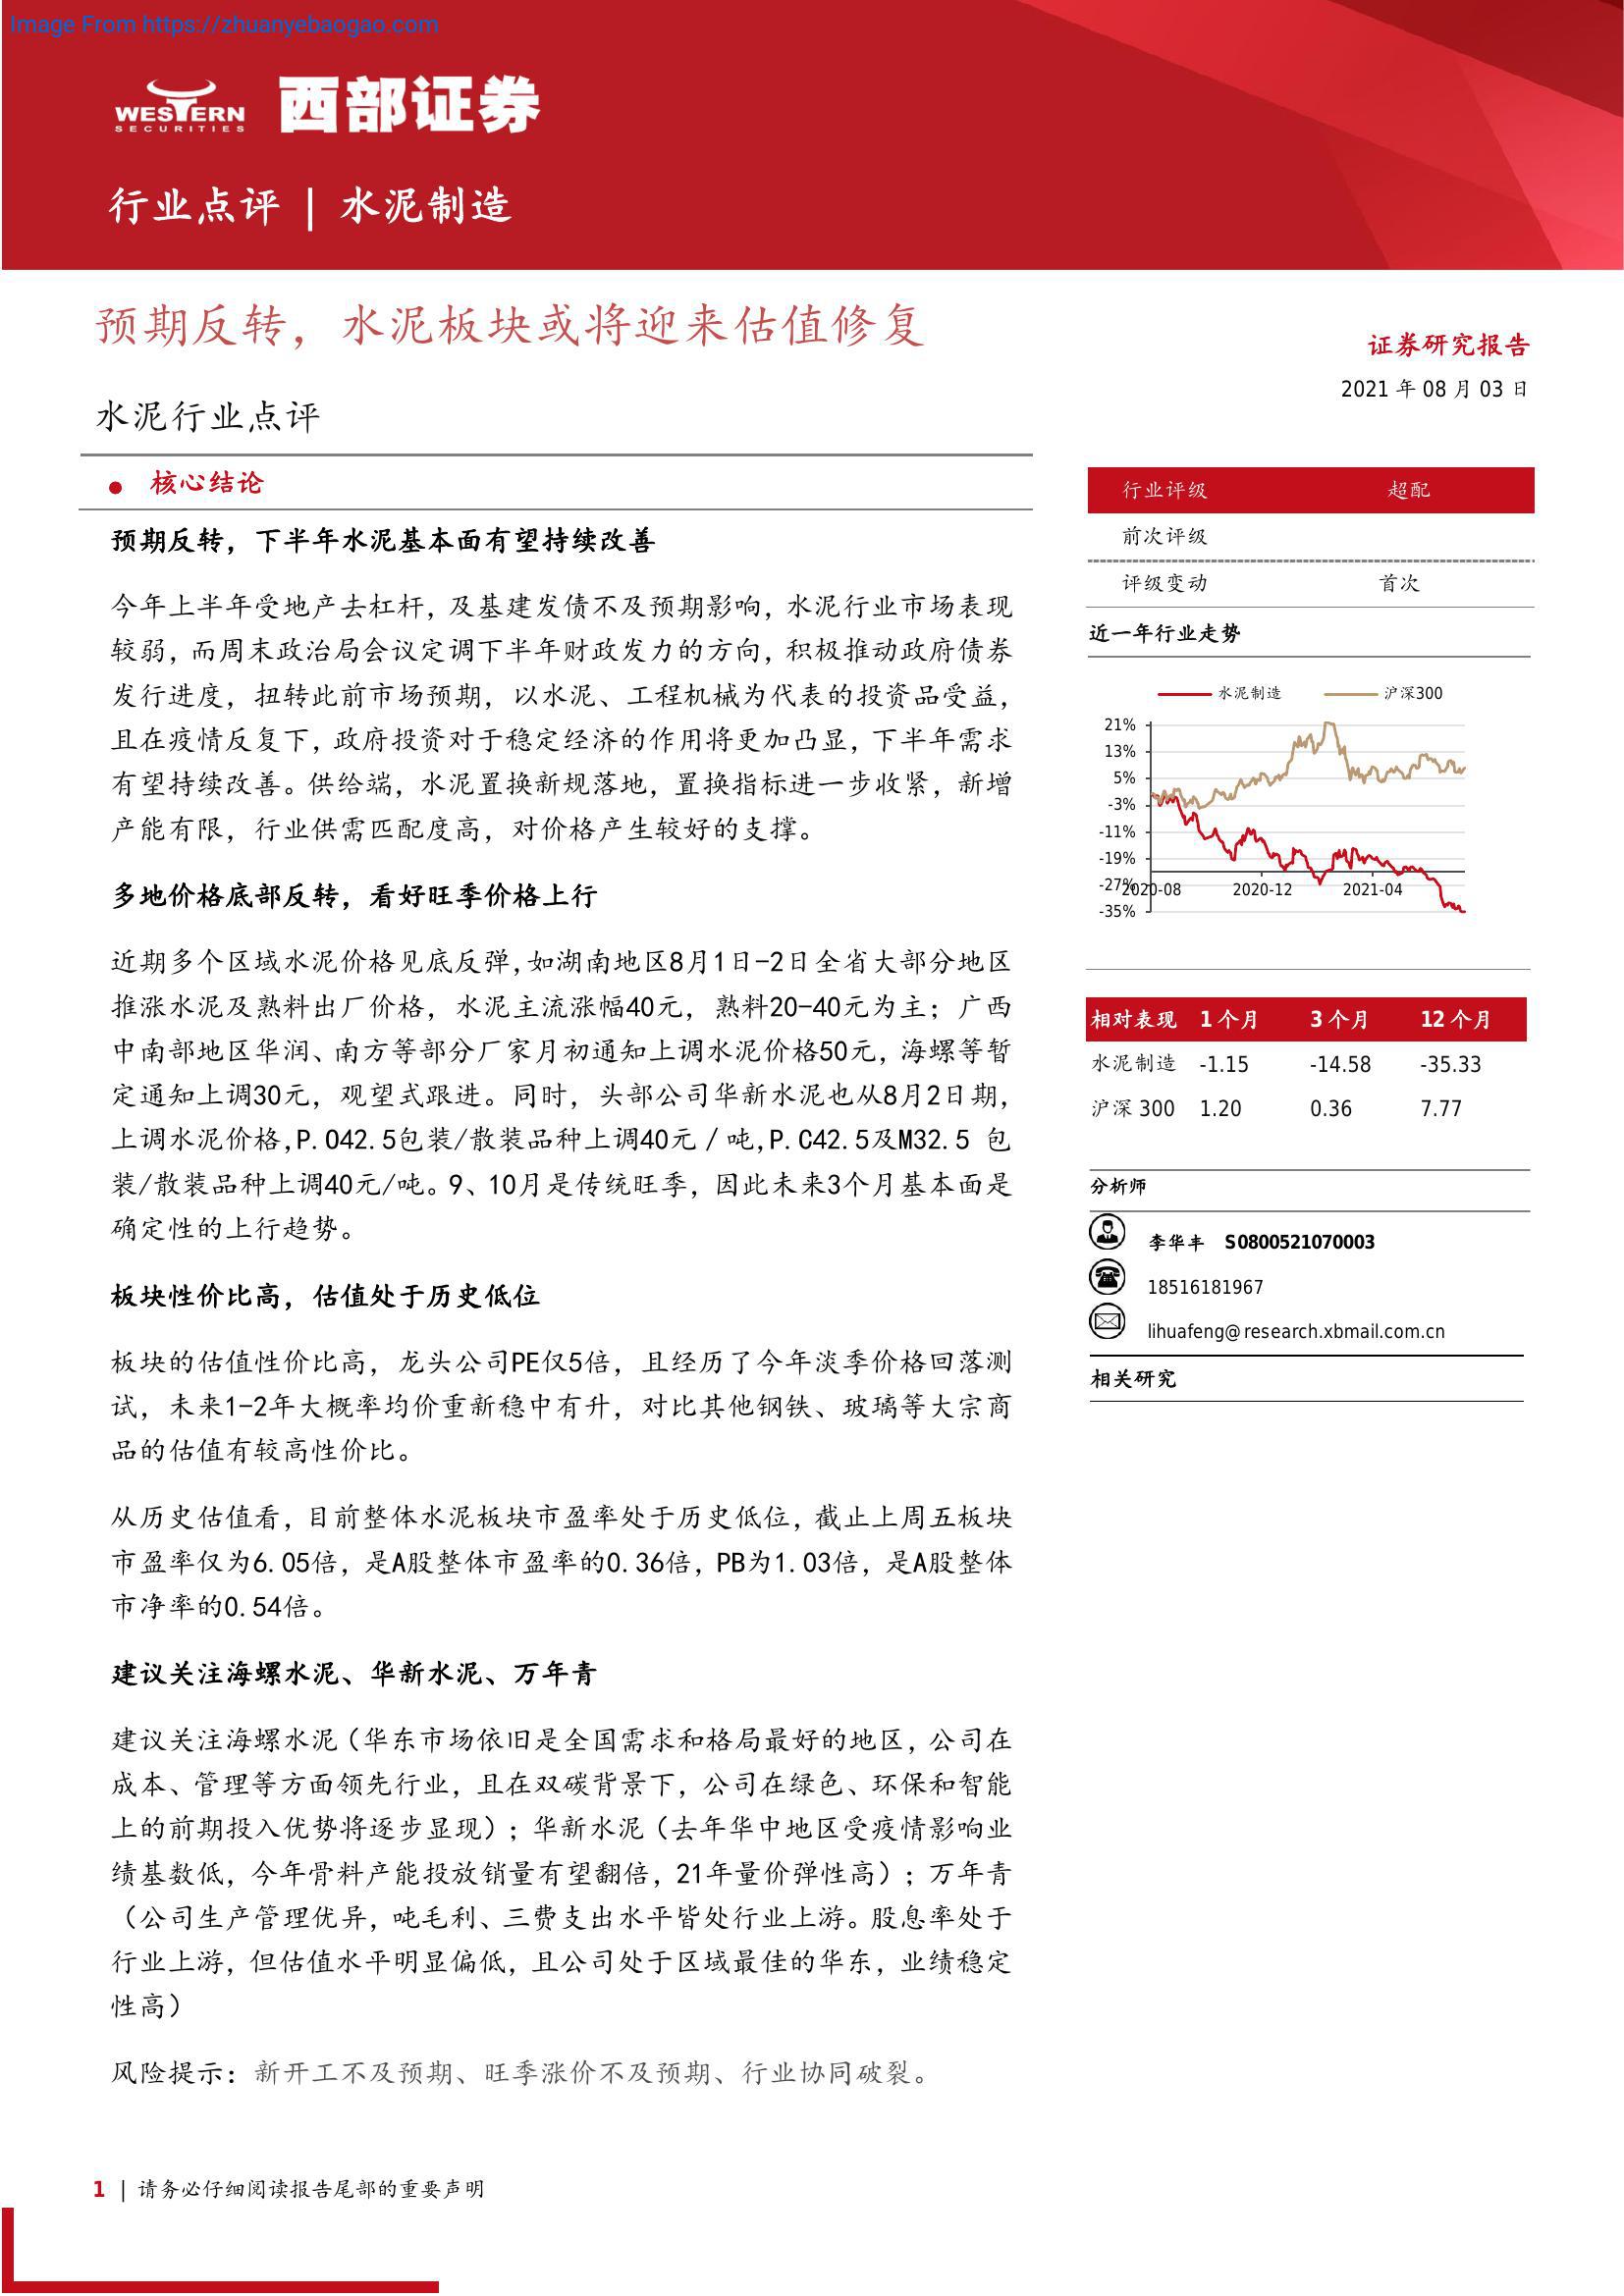 Image From https://zhuanyebaogao.com
WESTERN
SECURITIES
西部证券
行业点评 | 水泥制造
预期反转，水泥板块或将迎来估值修复
水泥行业点评
● 核心结论
预期反转，下半年水泥基本面有望持续改善
今年上半年受地产去杠杆，及基建发债不及预期影响，水泥行业市场表现
较弱，而周末政治局会议定调下半年财政发力的方向，积极推动政府债券
发行进度，扭转此前市场预期，以水泥、工程机械为代表的投资品受益，
且在疫情反复下，政府投资对于稳定经济的作用将更加凸显，下半年需求
有望持续改善。供给端，水泥置换新规落地，置换指标进一步收紧，新增
产能有限，行业供需匹配度高，对价格产生较好的支撑。
多地价格底部反转，看好旺季价格上行
近期多个区域水泥价格见底反弹,如湖南地区8月1日-2日全省大部分地区
推涨水泥及熟料出厂价格，水泥主流涨幅40元，熟料20-40元为主；广西
中南部地区华润、南方等部分厂家月初通知上调水泥价格50元，海螺等暂
定通知上调30元，观望式跟进。同时，头部公司华新水泥也从8月2日期，
上调水泥价格,P.O42.5包装/散装品种上调40元／吨,P.C42.5及M32.5 包
装/散装品种上调40元/吨。9、10月是传统旺季，因此未来3个月基本面是
确定性的上行趋势。
板块性价比高，估值处于历史低位
板块的估值性价比高，龙头公司PE仅5倍，且经历了今年淡季价格回落测
试，未来1-2年大概率均价重新稳中有升，对比其他钢铁、玻璃等大宗商
品的估值有较高性价比。
从历史估值看，目前整体水泥板块市盈率处于历史低位，截止上周五板块
市盈率仅为6.05倍，是A股整体市盈率的0.36倍，PB为1.03倍，是A股整体
市净率的0.54倍。
建议关注海螺水泥、华新水泥、万年青
建议关注海螺水泥（华东市场依旧是全国需求和格局最好的地区，公司在
成本、管理等方面领先行业，且在双碳背景下，公司在绿色、环保和智能
上的前期投入优势将逐步显现）；华新水泥（去年华中地区受疫情影响业
绩基数低，今年骨料产能投放销量有望翻倍，21年量价弹性高）；万年青
（公司生产管理优异，吨毛利、三费支出水平皆处行业上游。股息率处于
行业上游，但估值水平明显偏低，且公司处于区域最佳的华东，业绩稳定
性高）
风险提示：新开工不及预期、旺季涨价不及预期、行业协同破裂。
证券研究报告
2021 年 08 月 03 日
行业评级 超配
前次评级
评级变动 首次
近一年行业走势
水泥制造 沪深300
21%
13%
5%
-3%
-11%
-19%
-27%
-35%
2020-08 2020-12 2021-04
相对表现 1 个月 3 个月 12 个月
水泥制造 -1.15 -14.58 -35.33
沪深 300 1.20 0.36 7.77
分析师
李华丰 S0800521070003
18516181967
lihuafeng@research.xbmail.com.cn
相关研究
1 | 请务必仔细阅读报告尾部的重要声明